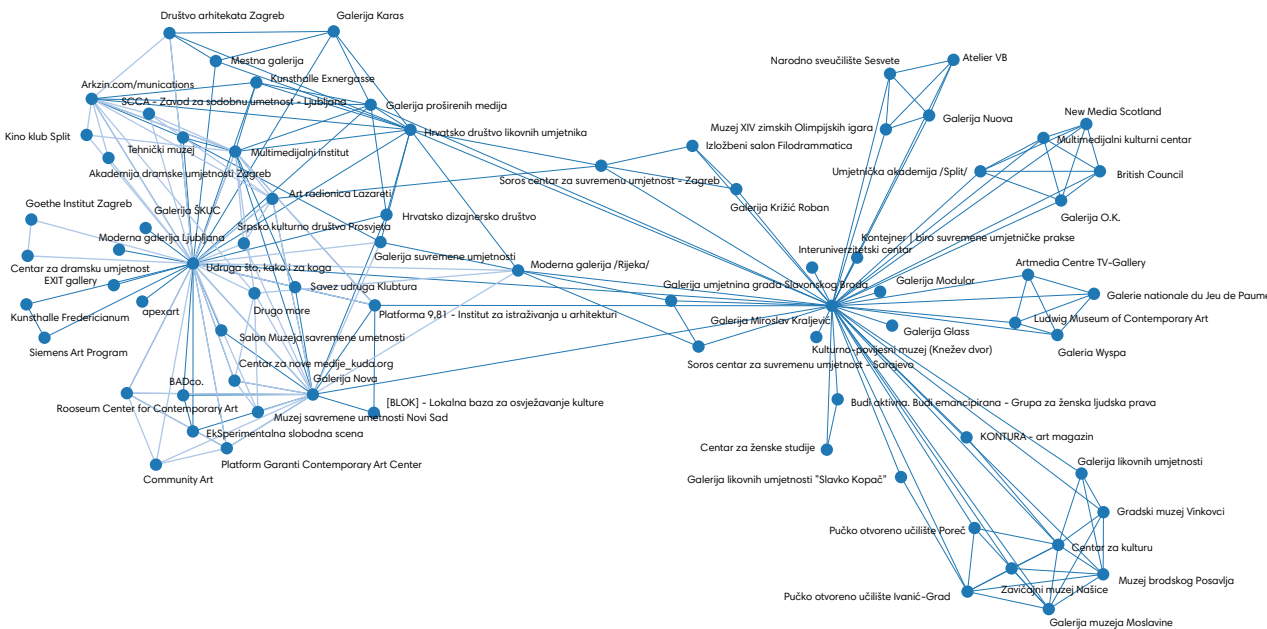 Društvo arhitekata Zagreb
Galerija Karas
Mestna galerija
Narodno sveučilište Sesvete
Atelier VB
Kunsthalle Exnergasse
Arkzin.com/munications
SCCA - Zavod za sodobnu umetnost - Ljubljana
Galerija proširenih medija
New Media Scotland
Galerija Nuova
Muzej XIV zimskih Olimpijskih igara
Hrvatsko društvo likovnih umjetnika
Kino klub Split
Multimedijalni kulturni centar
Izložbeni salon Filodrammatica
Tehnički muzej
Multimedijalni institut
Umjetnička akademija /Split/
Akademija dramske umjetnosti Zagreb
British Council
Soros centar za suvremenu umjetnost - Zagreb
Art radionica Lazareti
Goethe Institut Zagreb
Galerija ŠKUC
Galerija Križić Roban
Hrvatsko dizajnersko društvo
Galerija O.K.
Srpsko kulturno društvo Prosvjeta
Moderna galerija Ljubljana
Kontejner | biro suvremene umjetničke prakse
Interuniverzitetski centar
Galerija suvremene umjetnosti
Artmedia Centre TV-Gallery
Centar za dramsku umjetnost
Udruga što, kako i za koga
Moderna galerija /Rijeka/
EXIT gallery
Galerija Modulor
Galerija umjetnina grada Slavonskog Broda
Savez udruga Klubtura
Galerie nationale du Jeu de Paume
apexart
Drugo more
Kunsthalle Fredericianum
Platforma 9,81 - Institut za istraživanja u arhitekturi
Galerija Miroslav Kraljević
Ludwig Museum of Contemporary Art
Galerija Glass
Salon Muzeja savremene umetnosti
Siemens Art Program
Kulturno-povijesni muzej (Knežev dvor)
Galeria Wyspa
Centar za nove medije_kuda.org
Soros centar za suvremenu umjetnost - Sarajevo
Galerija Nova
BADco.
[BLOK] - Lokalna baza za osvježavanje kulture
Budi aktivna. Budi emancipirana - Grupa za ženska ljudska prava
Rooseum Center for Contemporary Art
Muzej savremene umetnosti Novi Sad
EkSperimentalna slobodna scena
KONTURA - art magazin
Centar za ženske studije
Platform Garanti Contemporary Art Center
Galerija likovnih umjetnosti
Community Art
Galerija likovnih umjetnosti "Slavko Kopač"
Gradski muzej Vinkovci
Pučko otvoreno učilište Poreč
Centar za kulturu
Muzej brodskog Posavlja
Zavičajni muzej Našice
Pučko otvoreno učilište Ivanić-Grad
Galerija muzeja Moslavine